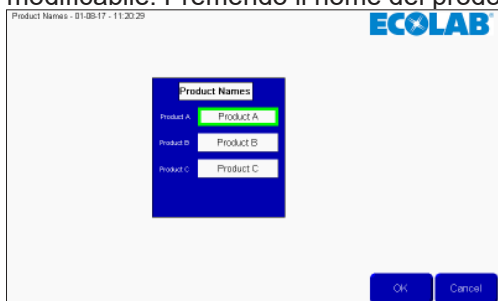 modificabile. Premendo il nome del prodo
Product Names - 01-08-17 - 11:20:29
ECOLAB
Product Names
Product A Product A
Product B Product B
Product C Product C
OK Cancel